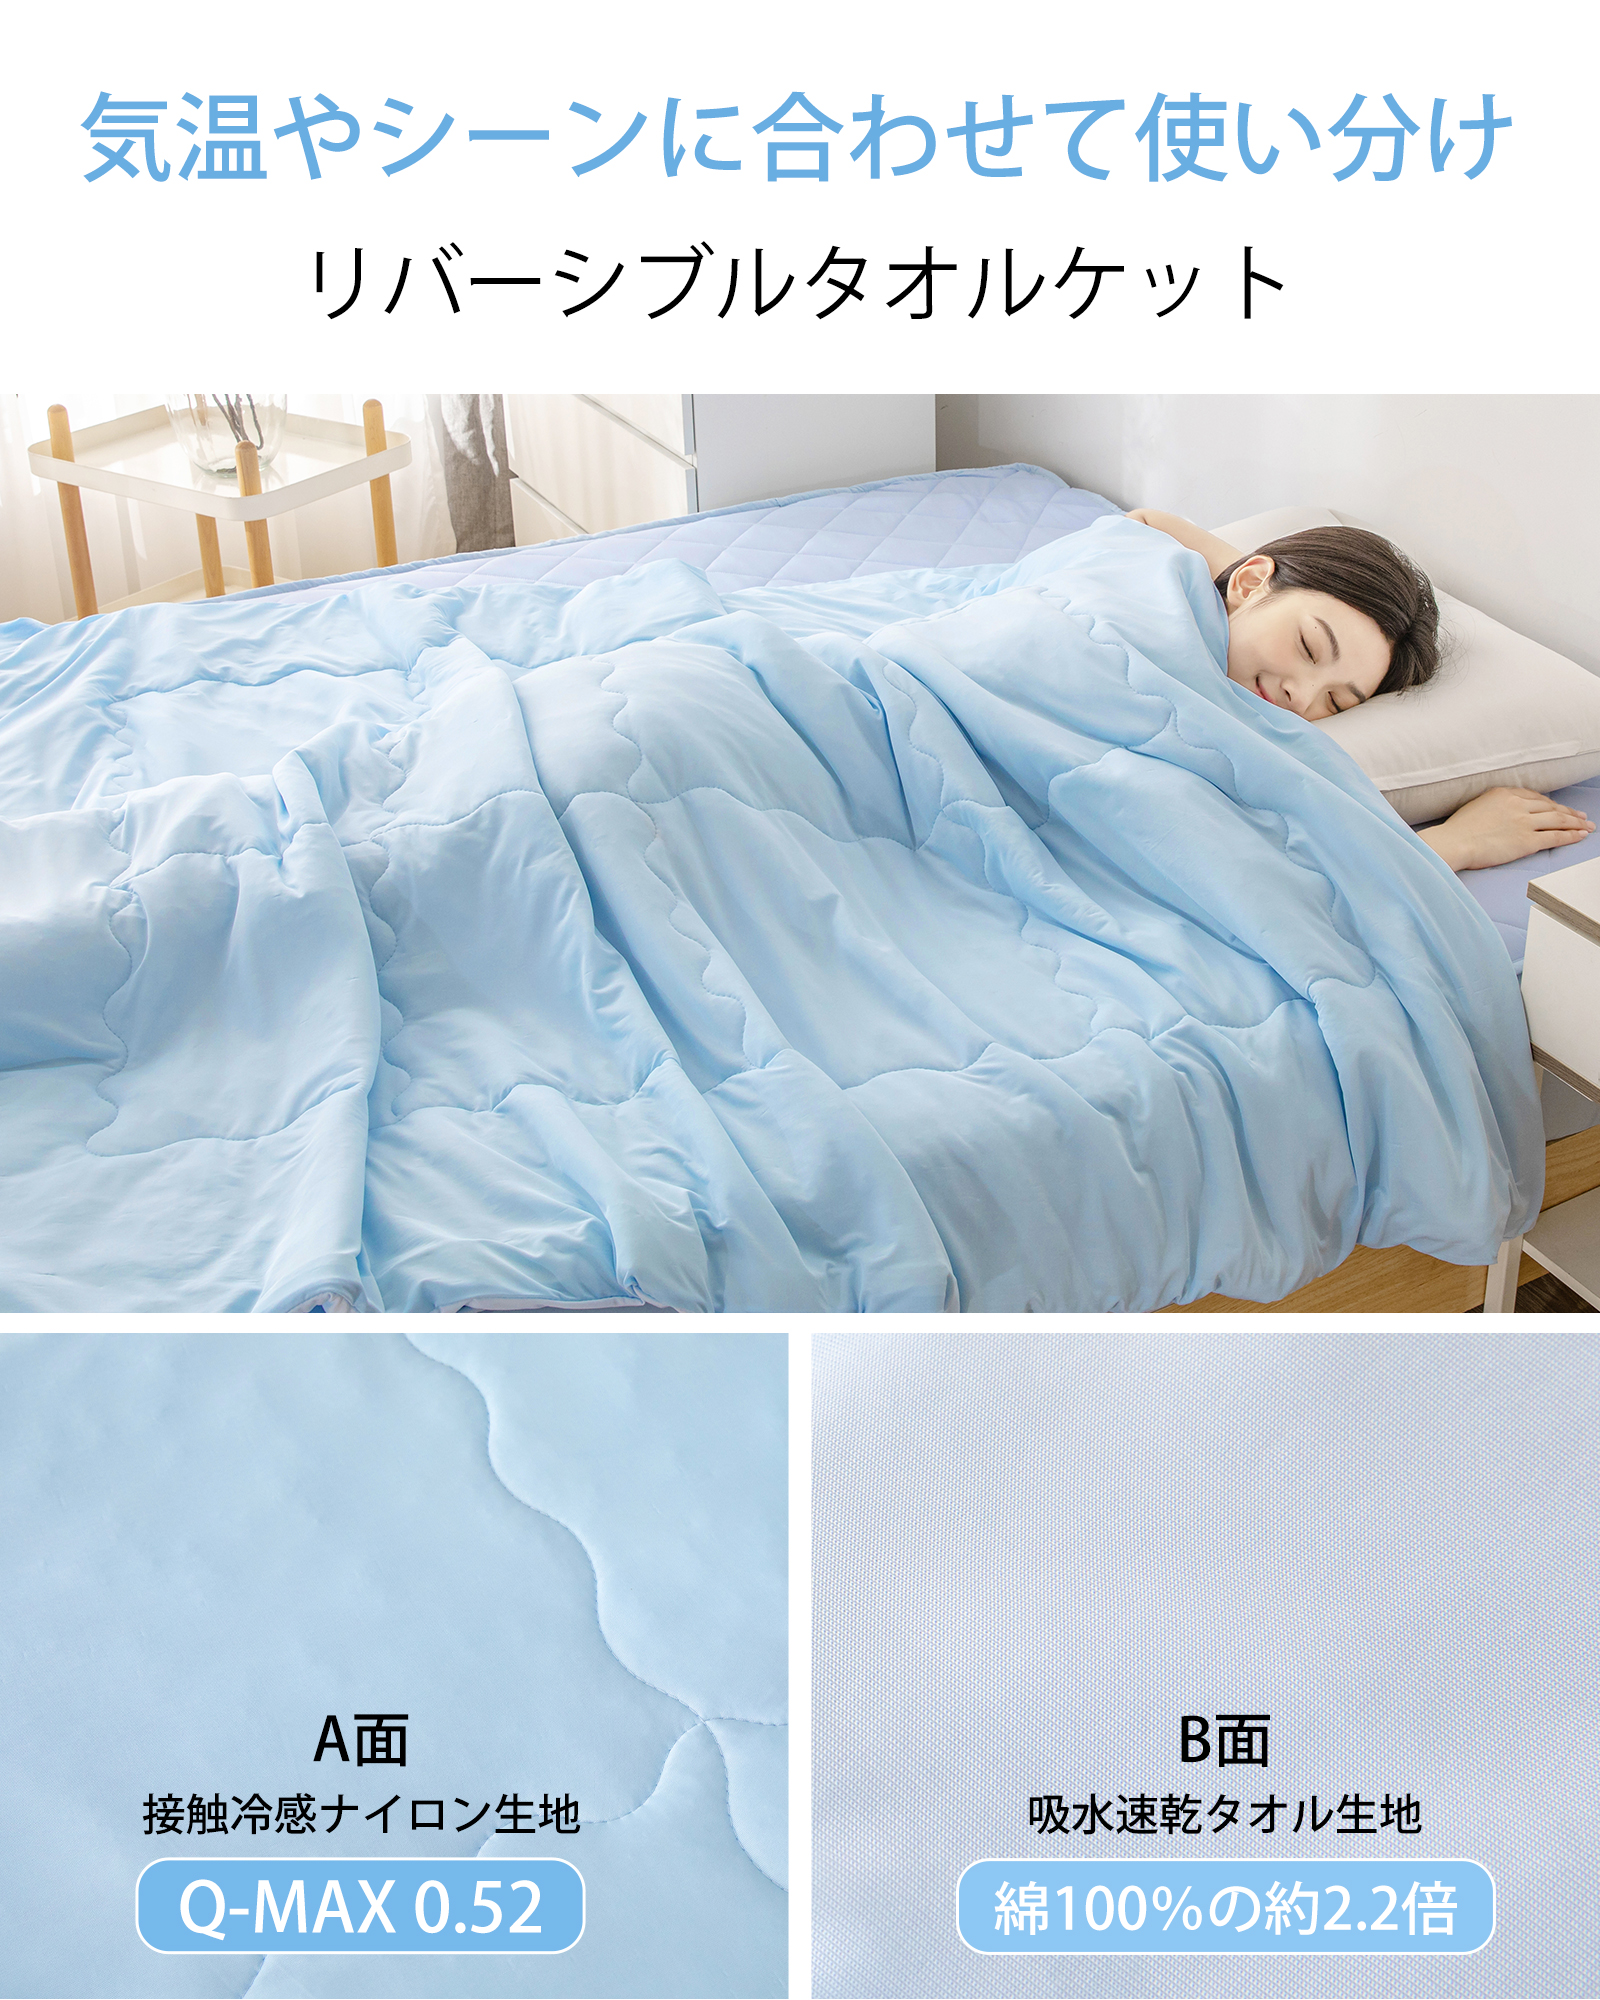 気温やシーンに合わせて使い分け
リバーシブルタオルケット
A面
接触冷感ナイロン生地
Q-MAX 0.52
B面
吸水速乾タオル生地
綿100%の約2.2倍